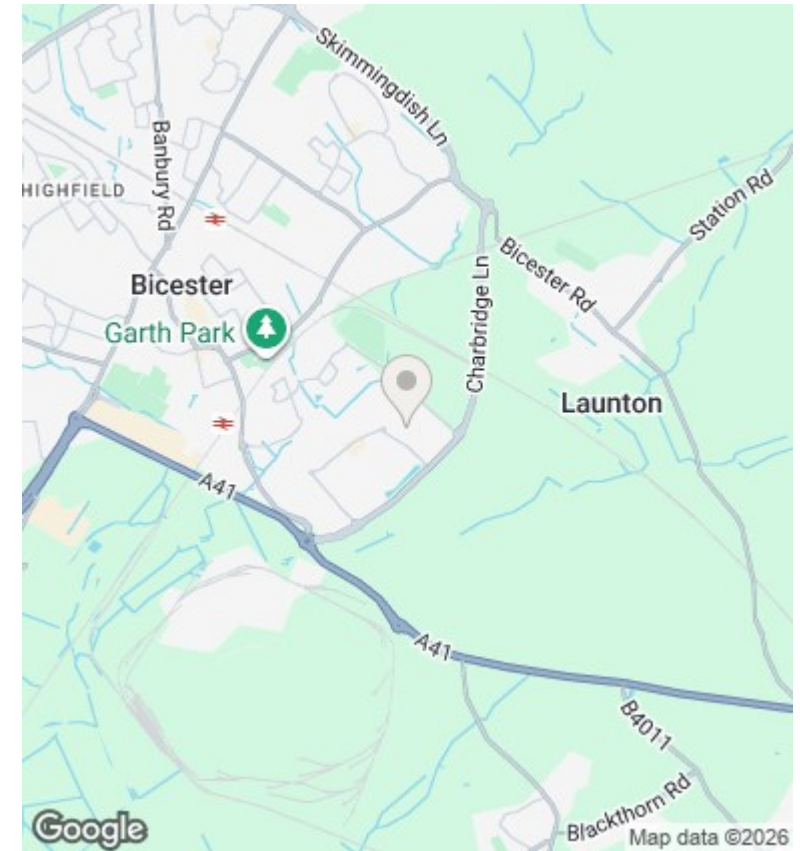 Skimmingdish Ln
Banbury Rd
HIGHFIELD
Station Rd
Bicester Rd
Bicester
Charbridge Ln
Garth Park
Launton
A41
A41
B4011
Blackthorn Rd
Google
Map data ©2026